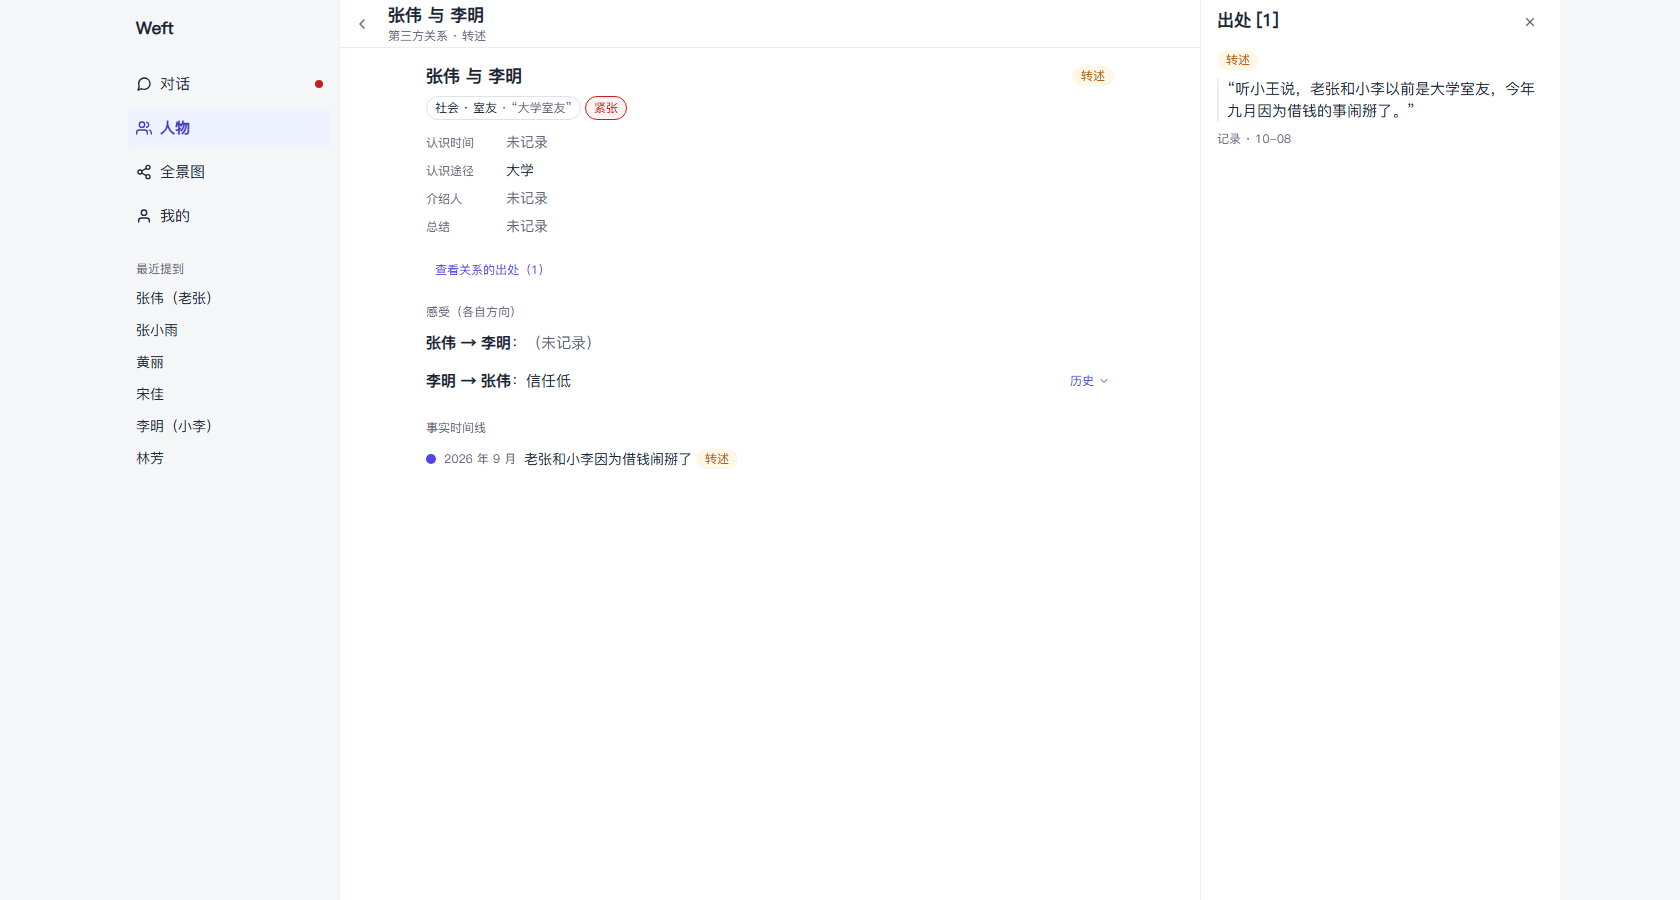 Weft
对话
人物
全景图
我的
最近提到
张伟（老张）
张小雨
黄丽
宋佳
李明（小李）
林芳
张伟 与 李明
第三方关系 · 转述
张伟 与 李明
转述
社会 · 室友 · “大学室友”
紧张
认识时间 未记录
认识途径 大学
介绍人 未记录
总结 未记录
查看关系的出处（1）
感受（各自方向）
张伟 → 李明： （未记录）
李明 → 张伟： 信任低
历史
事实时间线
2026 年 9 月 老张和小李因为借钱闹掰了 转述
出处 [1]
转述
“听小王说，老张和小李以前是大学室友，今年
九月因为借钱的事闹掰了。”
记录 · 10-08